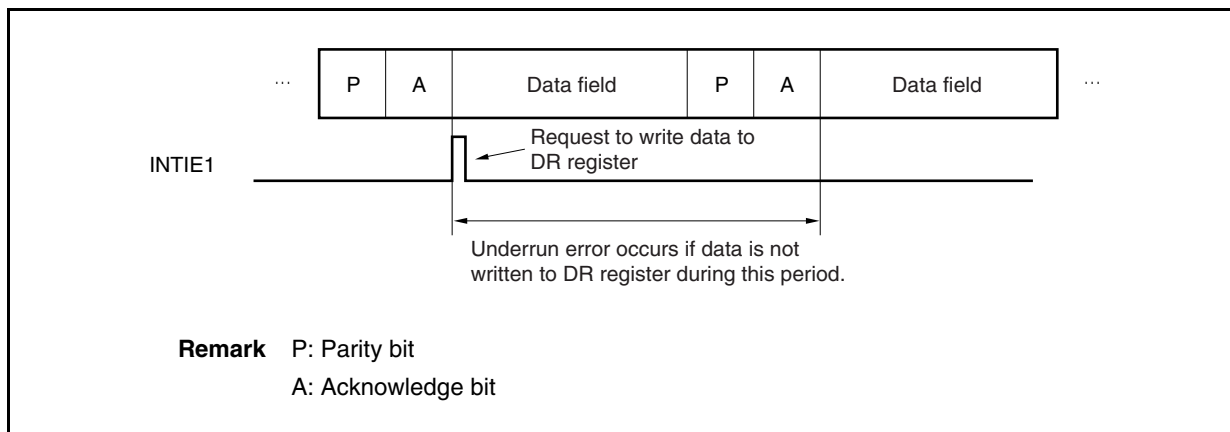 … P A Data field P A Data field …
Request to write data to
DR register
INTIE1
Underrun error occurs if data is not
written to DR register during this period.
Remark P: Parity bit
A: Acknowledge bit